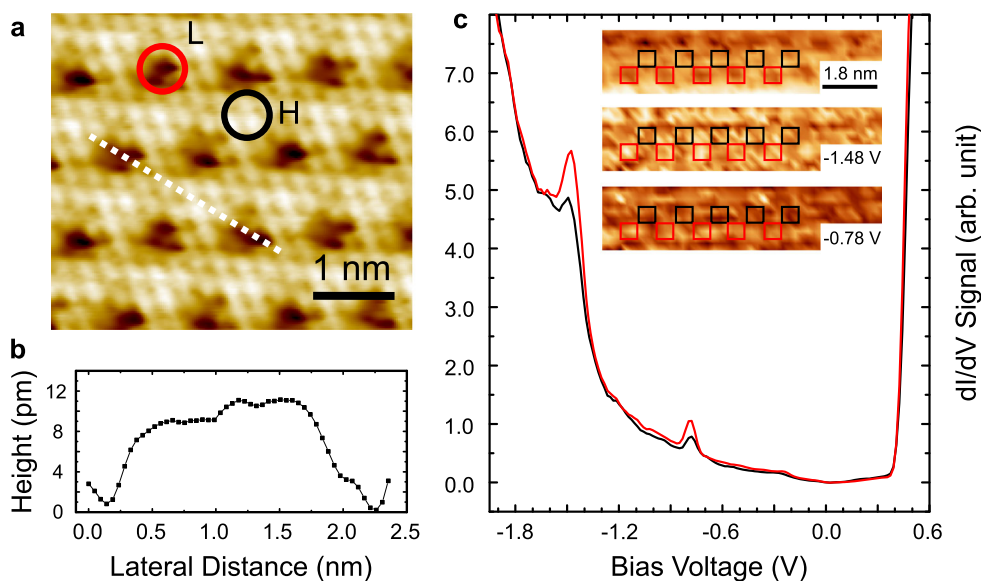 a
L
H
1 nm
b
Height (pm)
12
8
4
0
0.0 0.5 1.0 1.5 2.0 2.5
Lateral Distance (nm)
c
7.0
6.0
5.0
4.0
3.0
2.0
1.0
0.0
1.8 nm
-1.48 V
-0.78 V
-1.8 -1.2 -0.6 0.0 0.6
Bias Voltage (V)
dI/dV Signal (arb. unit)